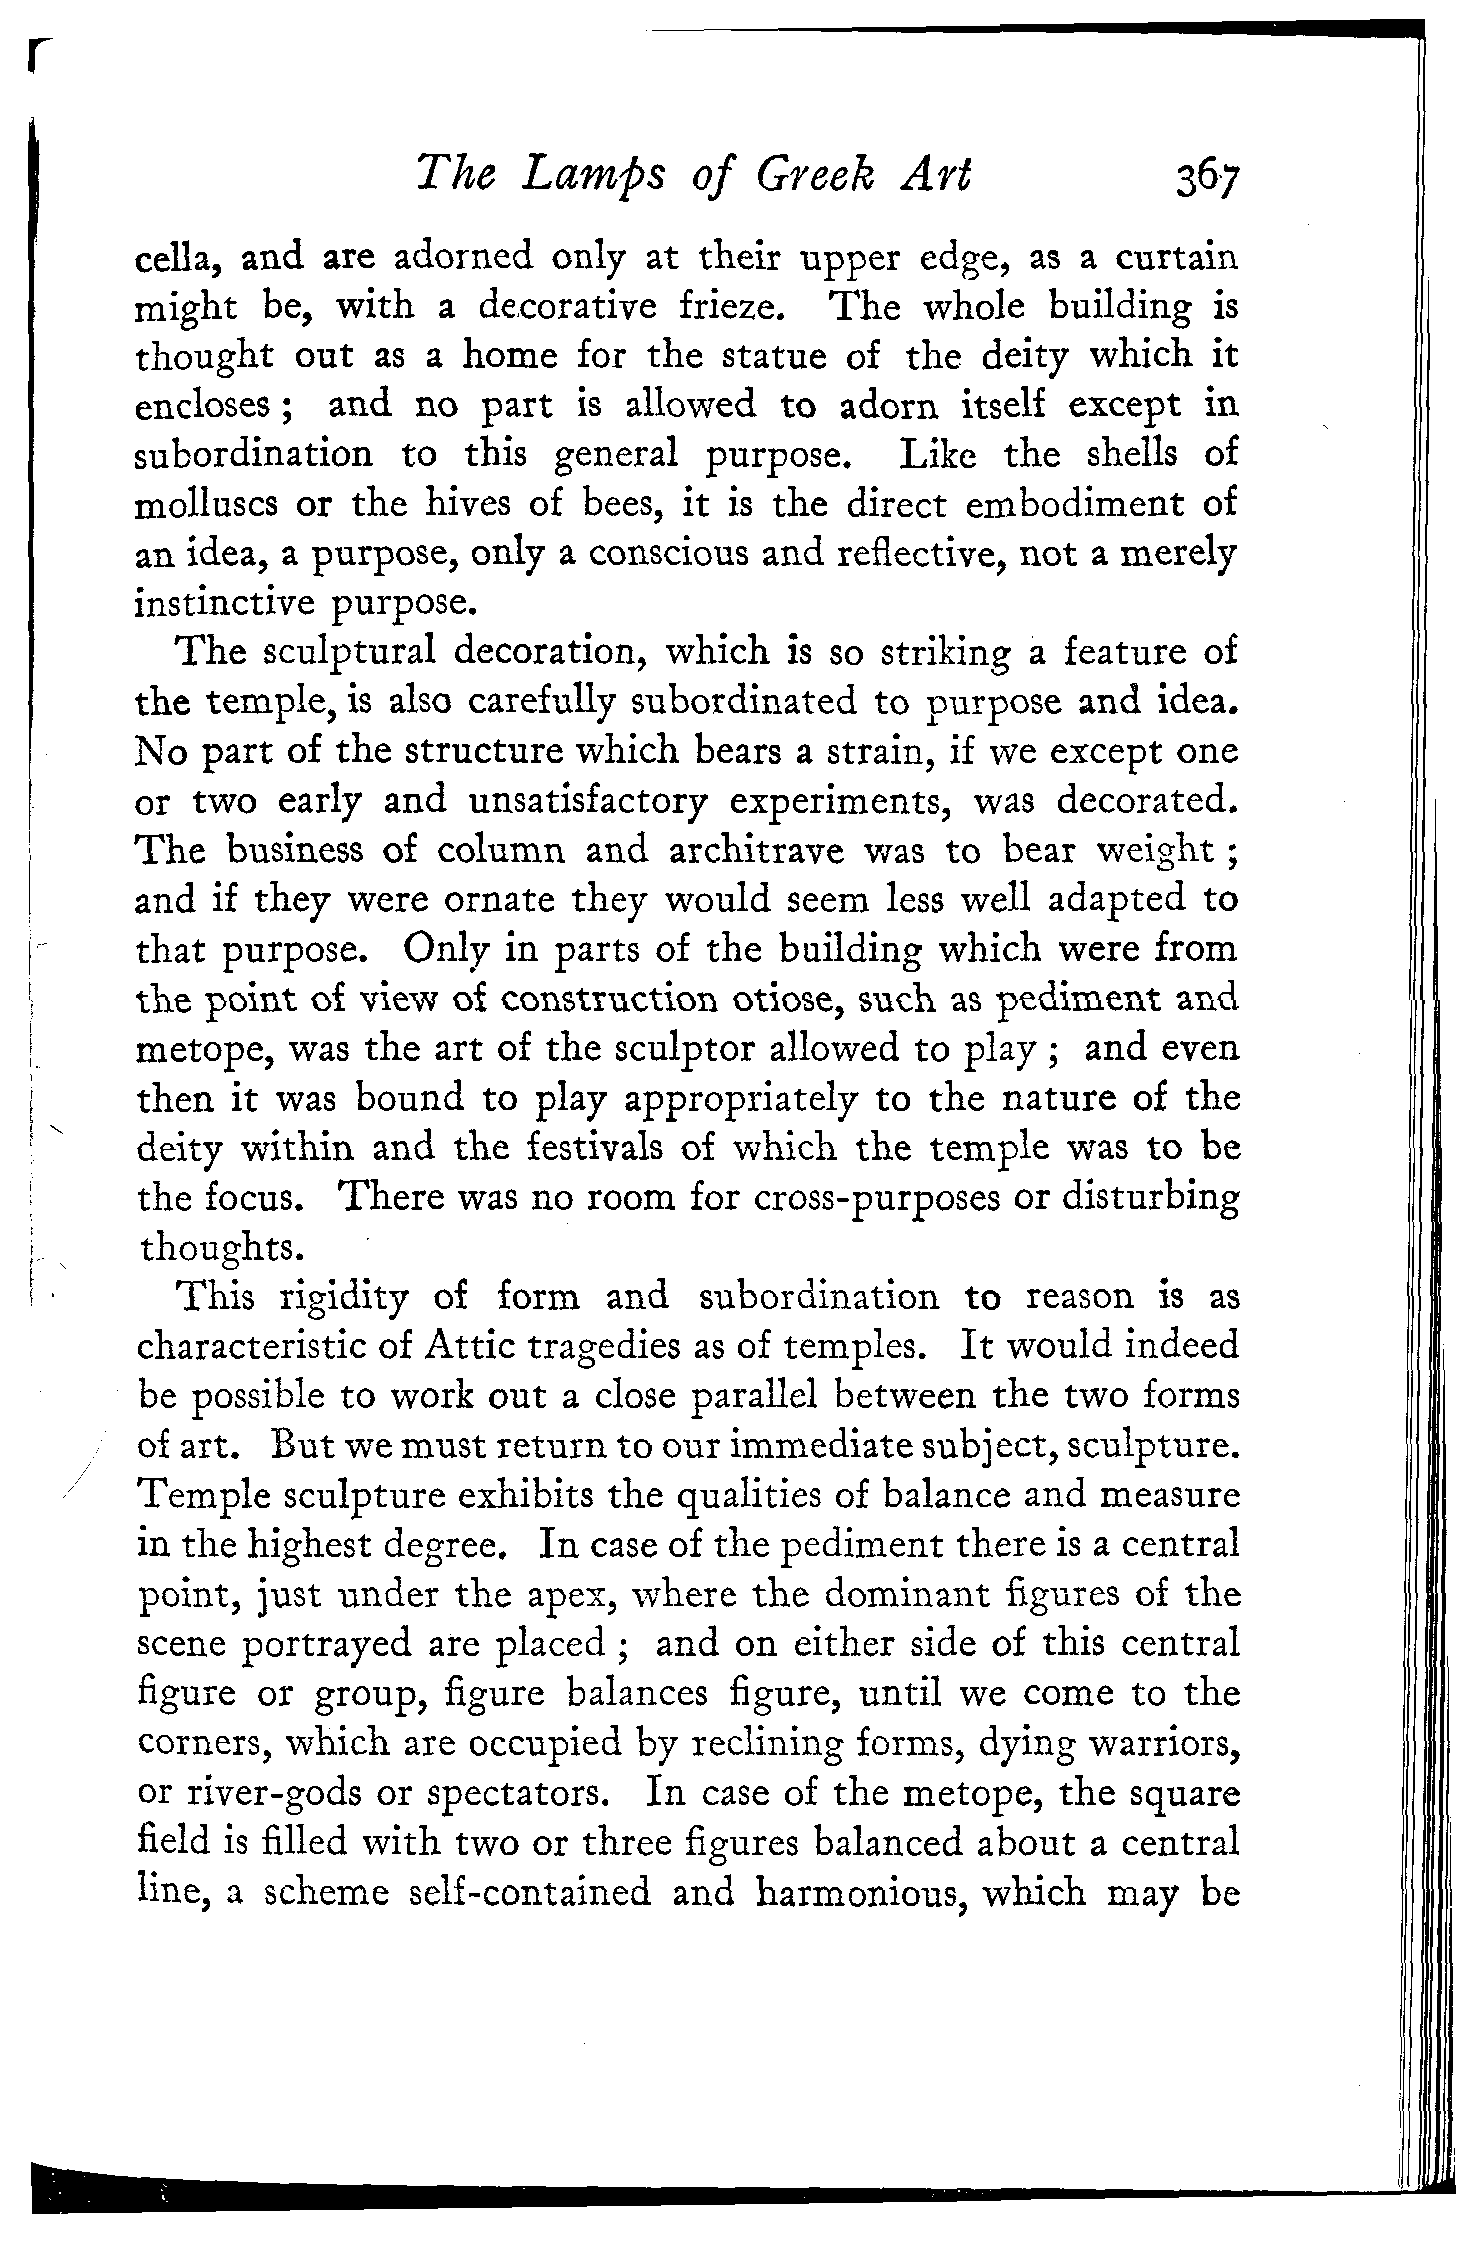 The Lamps of Greek Art 367
cella, and are adorned only at their upper edge, as a curtain
might be, with a decorative frieze. The whole building is
thought out as a home for the statue of the deity which it
encloses ; and no part is allowed to adorn itself except in
subordination to this general purpose. Like the shells of
molluscs or the hives of bees, it is the direct embodiment of
an idea, a purpose, only a conscious and reflective, not a merely
instinctive purpose.
The sculptural decoration, which is so striking a feature of
the temple, is also carefully subordinated to purpose and idea.
No part of the structure which bears a strain, if we except one
or two early and unsatisfactory experiments, was decorated.
The business of column and architrave was to bear weight ;
and if they were ornate they would seem less well adapted to
that purpose. Only in parts of the building which were from
the point of view of construction otiose, such as pediment and
metope, was the art of the sculptor allowed to play ; and even
then it was bound to play appropriately to the nature of the
deity within and the festivals of which the temple was to be
the focus. There was no room for cross-purposes or disturbing
thoughts.
This rigidity of form and subordination to reason is as
characteristic of Attic tragedies as of temples. It would indeed
be possible to work out a close parallel between the two forms
of art. But we must return to our immediate subject, sculpture.
Temple sculpture exhibits the qualities of balance and measure
in the highest degree. In case of the pediment there is a central
point, just under the apex, where the dominant figures of the
scene portrayed are placed ; and on either side of this central
figure or group, figure balances figure, until we come to the
corners, which are occupied by reclining forms, dying warriors,
or river-gods or spectators. In case of the metope, the square
field is filled with two or three figures balanced about a central
line, a scheme self-contained and harmonious, which may be